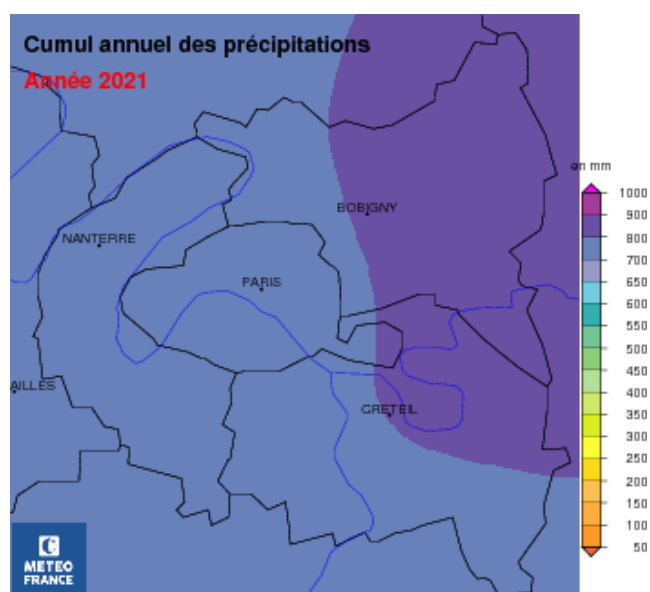 Cumul annuel des précipitations
Année 2021
en mm
1000
900
BOBIGNY
800
NANTERRE
700
PARIS
650
600
550
500
450
AILLES
400
CRETEIL
350
300
250
200
150
METEO
100
FRANCE
50